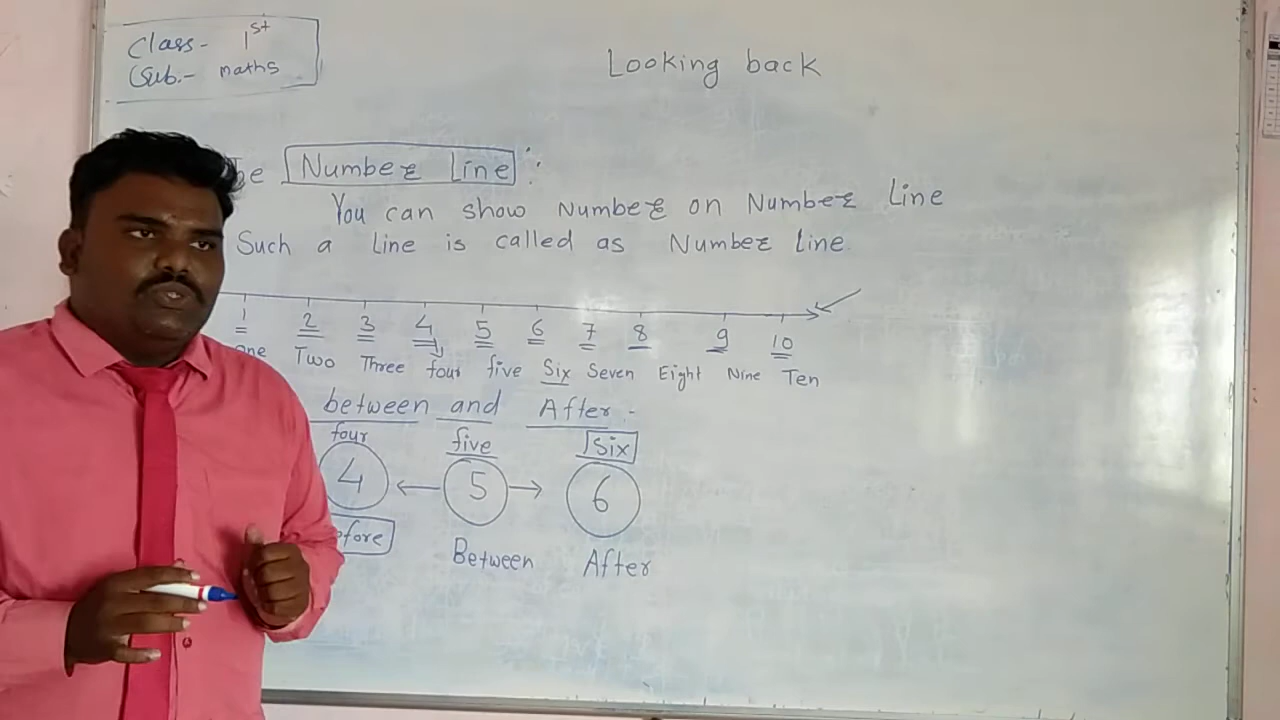 Class- 1st
Sub.- maths
Looking back
Number Line :
You can show Number on Number Line
Such a Line is called as Number line.
1 2 3 4 5 6 7 8 9 10
one Two Three four five Six Seven Eight Nine Ten
between and After :-
four five Six
4 5 6
Between After